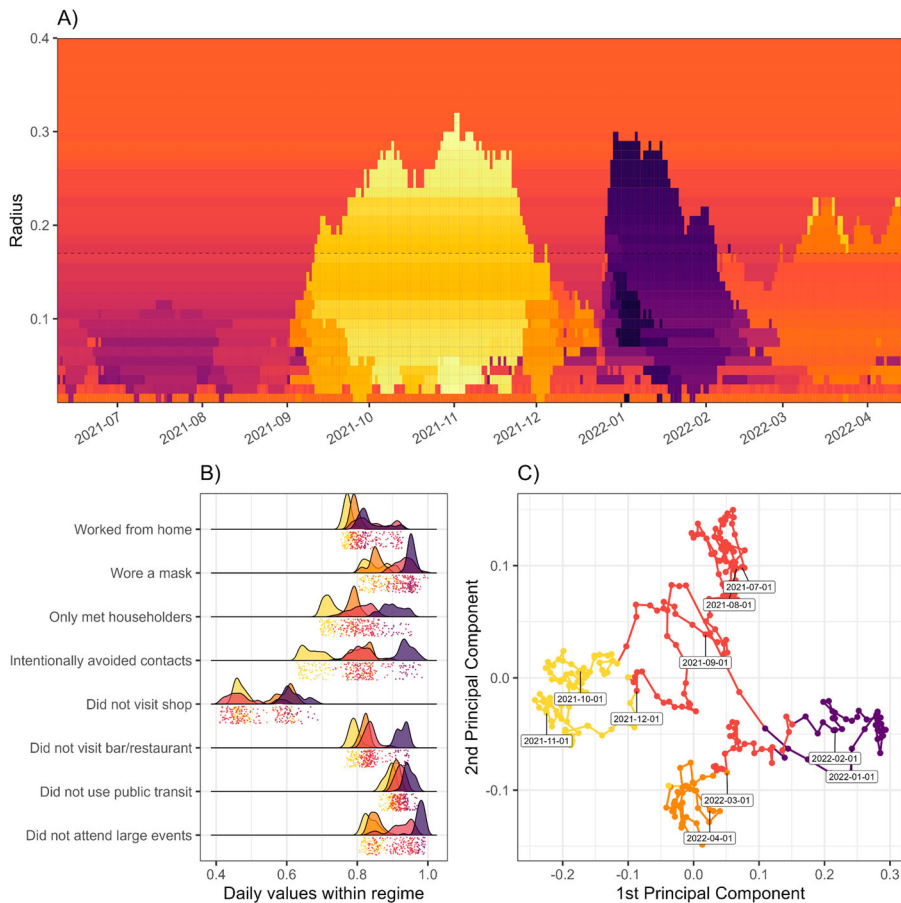 A)
0.4
0.3
0.2
0.1
Radius
2021-07
2021-08
2021-09
2021-10
2021-11
2021-12
2022-01
2022-02
2022-03
2022-04
B)
Worked from home
Wore a mask
Only met householders
Intentionally avoided contacts
Did not visit shop
Did not visit bar/restaurant
Did not use public transit
Did not attend large events
0.4
0.6
0.8
1.0
Daily values within regime
C)
2nd Principal Component
0.1
0.0
-0.1
2021-07-01
2021-08-01
2021-09-01
2021-10-01
2021-12-01
2021-11-01
2022-02-01
2022-01-01
2022-03-01
2022-04-01
-0.2
-0.1
0.0
0.1
0.2
0.3
1st Principal Component